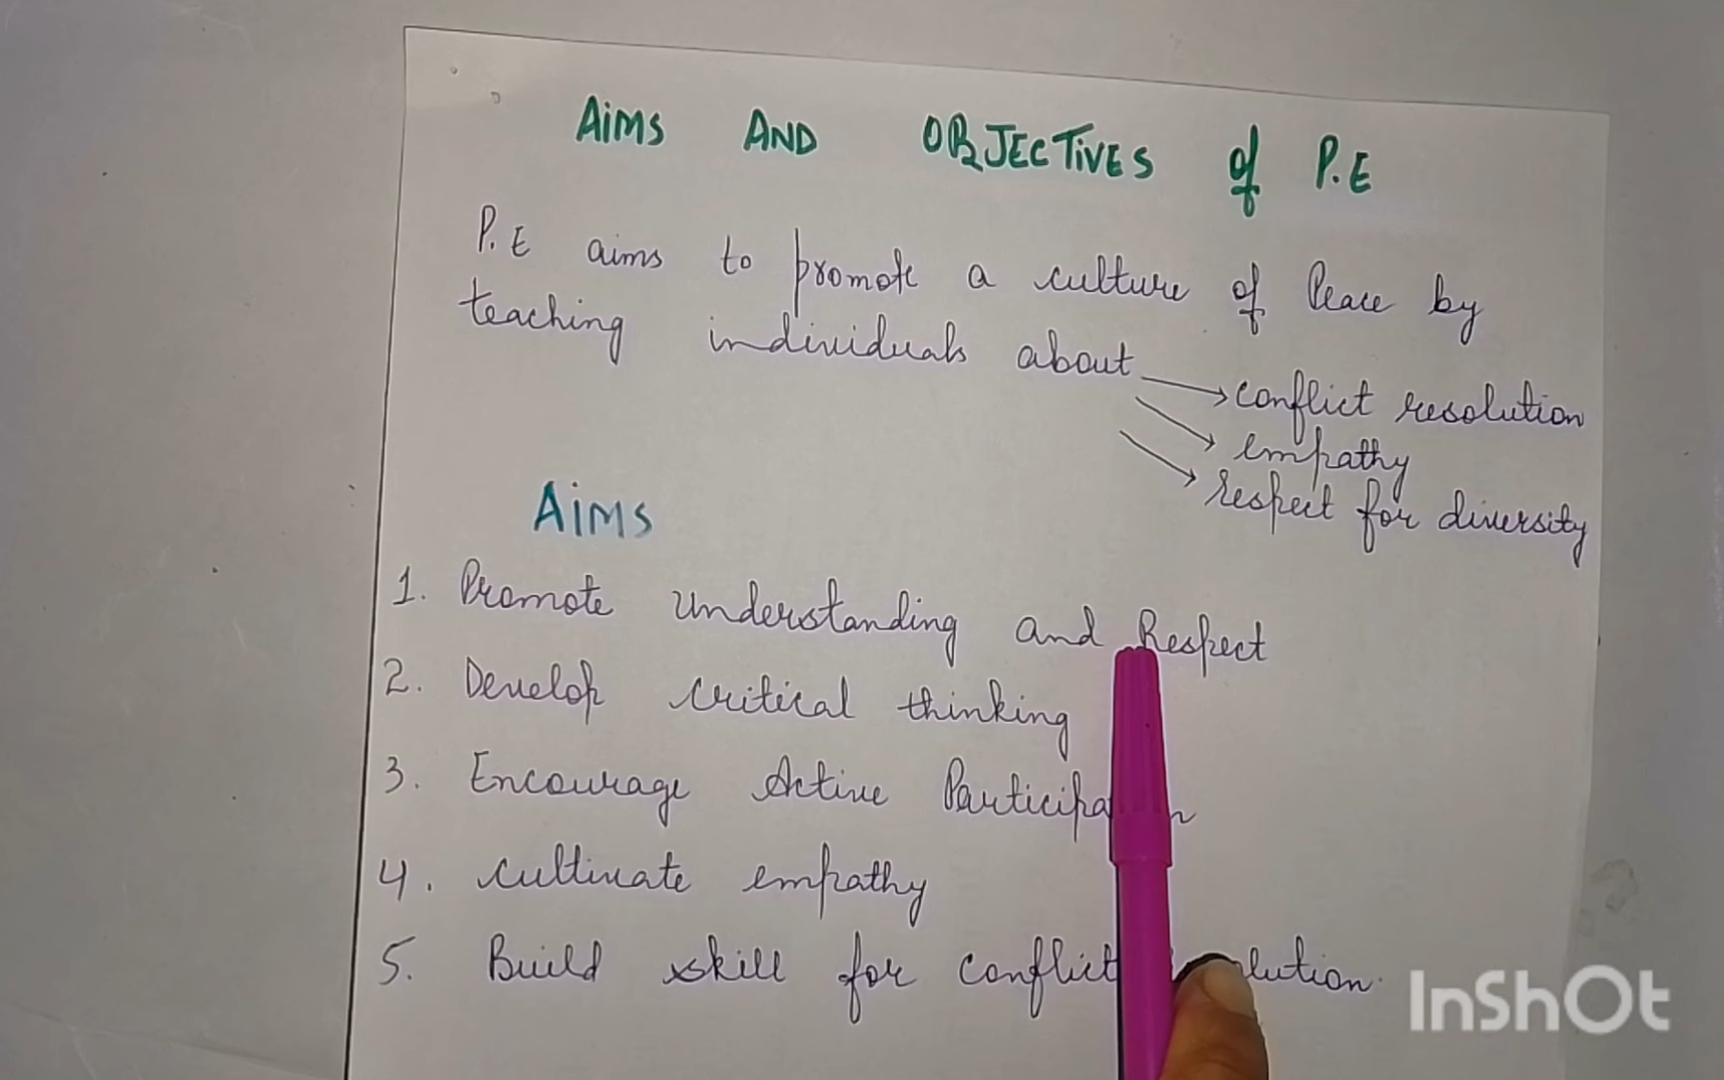 AiMS AND OBJECTiVES of P.E
P.E aims to promote a culture of Peace by
teaching individuals about
conflict resolution
empathy
respect for diversity
AiMS
1. Promote understanding and Respect
2. Develop critical thinking
3. Encourage Active
4. cultivate empathy
5. Build skill for conflict
InShOt